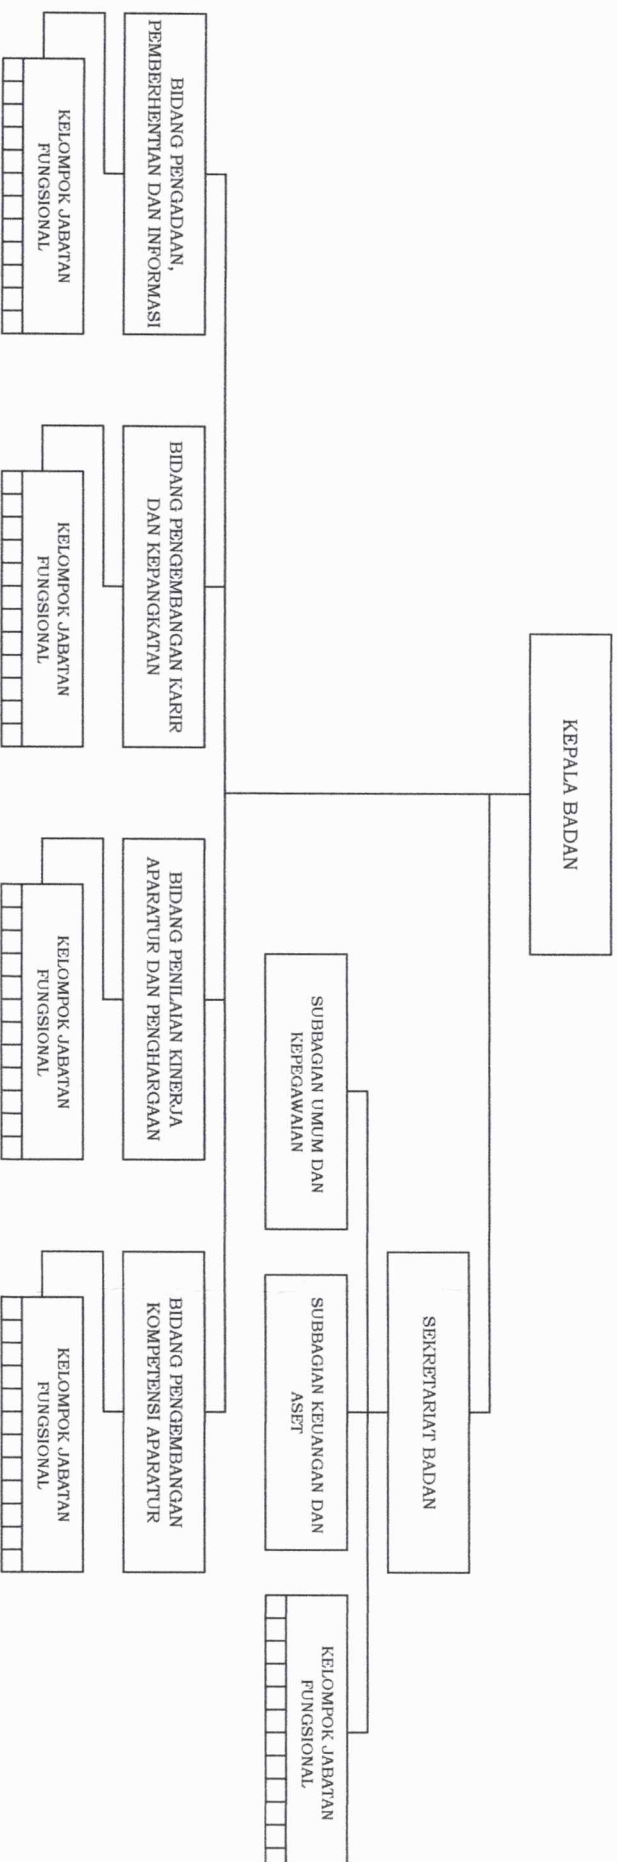 KEPALA BADAN
SEKRETARIAT BADAN
SUBBAGIAN UMUM DAN
KEPEGAWAIAN
SUBBAGIAN KEUANGAN DAN
ASET
KELOMPOK JABATAN
FUNGSIONAL
BIDANG PENGADAAN,
PEMBERHENTIAN DAN INFORMASI
BIDANG PENGEMBANGAN KARIR
DAN KEPANGKATAN
BIDANG PENILAIAN KINERJA
APARATUR DAN PENGHARGAAN
BIDANG PENGEMBANGAN
KOMPETENSI APARATUR
KELOMPOK JABATAN
FUNGSIONAL
KELOMPOK JABATAN
FUNGSIONAL
KELOMPOK JABATAN
FUNGSIONAL
KELOMPOK JABATAN
FUNGSIONAL